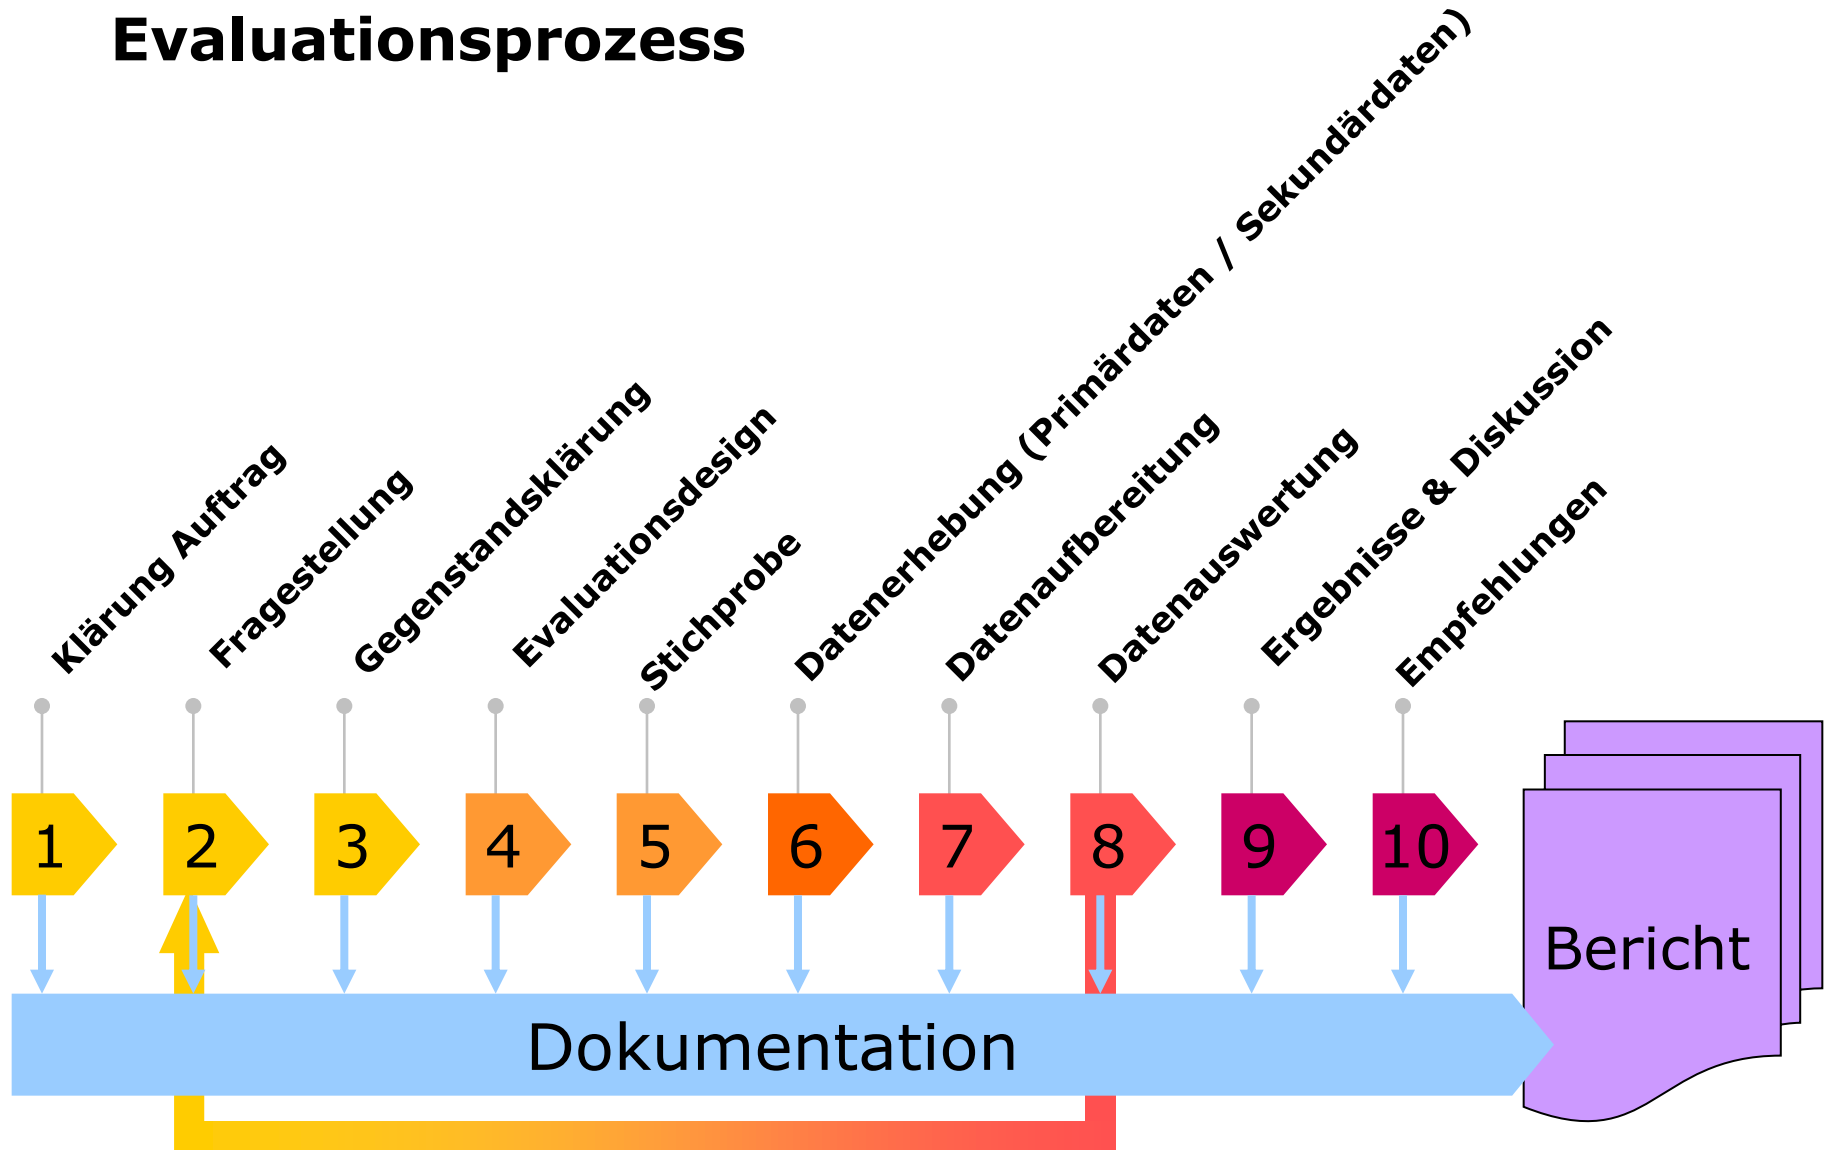 Evaluationsprozess
Klärung Auftrag
Fragestellung
Gegenstandsklärung
Evaluationsdesign
Stichprobe
Datenerhebung (Primärdaten / Sekundärdaten)
Datenaufbereitung
Datenauswertung
Ergebnisse & Diskussion
Empfehlungen
1
2
3
4
5
6
7
8
9
10
Bericht
Dokumentation